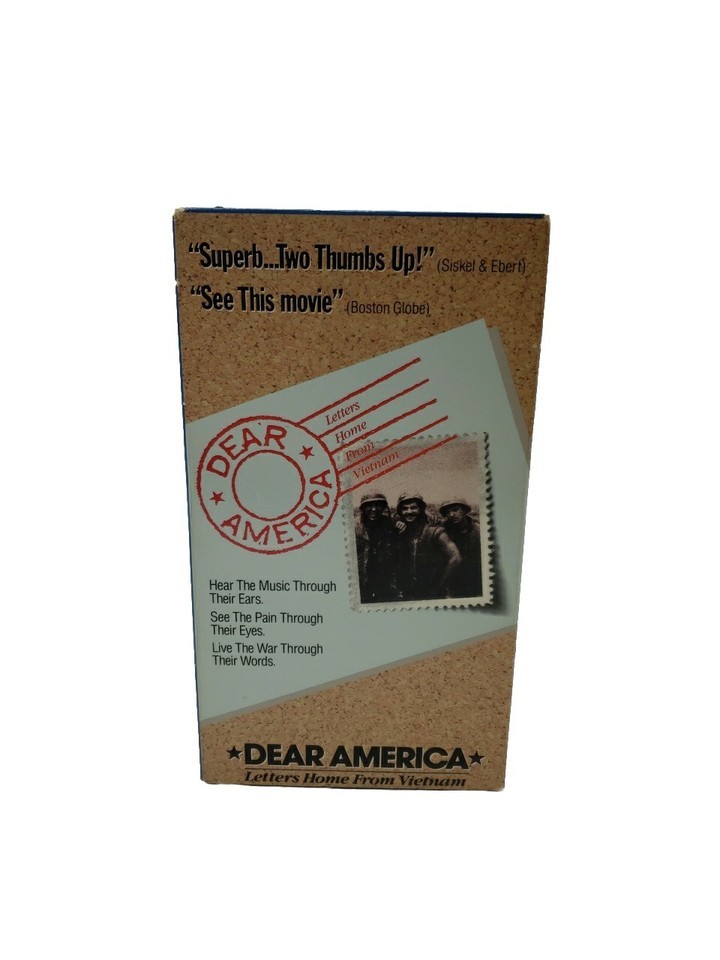 “Superb...Two Thumbs Up!” (Siskel & Ebert)
“See This movie” (Boston Globe)
DEAR
AMERICA
Letters
Home
From
Vietnam
Hear The Music Through
Their Ears.
See The Pain Through
Their Eyes.
Live The War Through
Their Words.
★DEAR AMERICA★
Letters Home From Vietnam